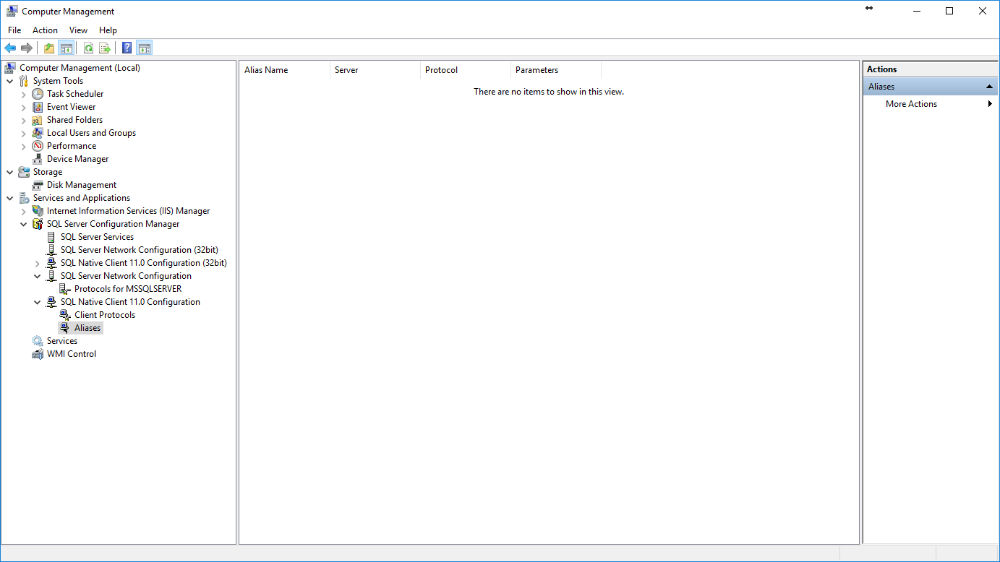 Computer Management
File Action View Help
Computer Management (Local)
System Tools
Task Scheduler
Event Viewer
Shared Folders
Local Users and Groups
Performance
Device Manager
Storage
Disk Management
Services and Applications
Internet Information Services (IIS) Manager
SQL Server Configuration Manager
SQL Server Services
SQL Server Network Configuration (32bit)
SQL Native Client 11.0 Configuration (32bit)
SQL Server Network Configuration
Protocols for MSSQLSERVER
SQL Native Client 11.0 Configuration
Client Protocols
Aliases
Services
WMI Control
Alias Name Server Protocol Parameters
There are no items to show in this view.
Actions
Aliases
More Actions